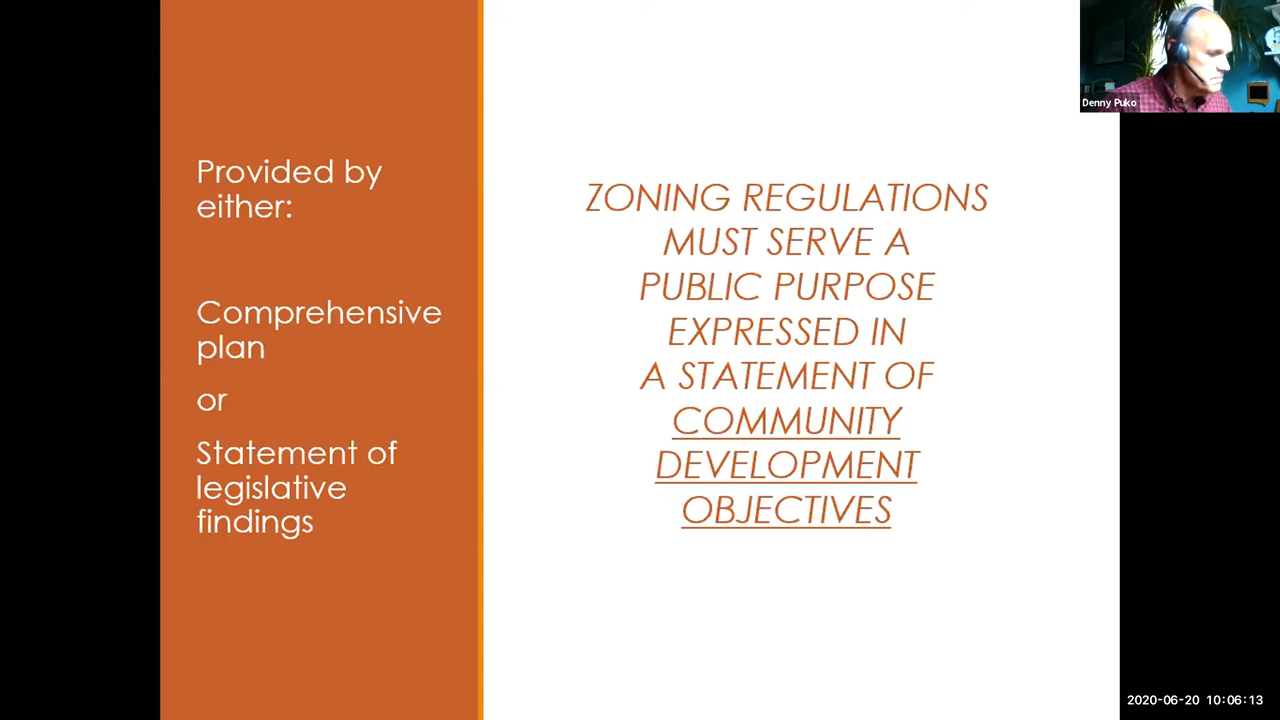 Provided by
either:
Comprehensive
plan
or
Statement of
legislative
findings
ZONING REGULATIONS
MUST SERVE A
PUBLIC PURPOSE
EXPRESSED IN
A STATEMENT OF
COMMUNITY
DEVELOPMENT
OBJECTIVES
Denny Puko
2020-06-20 10:06:13